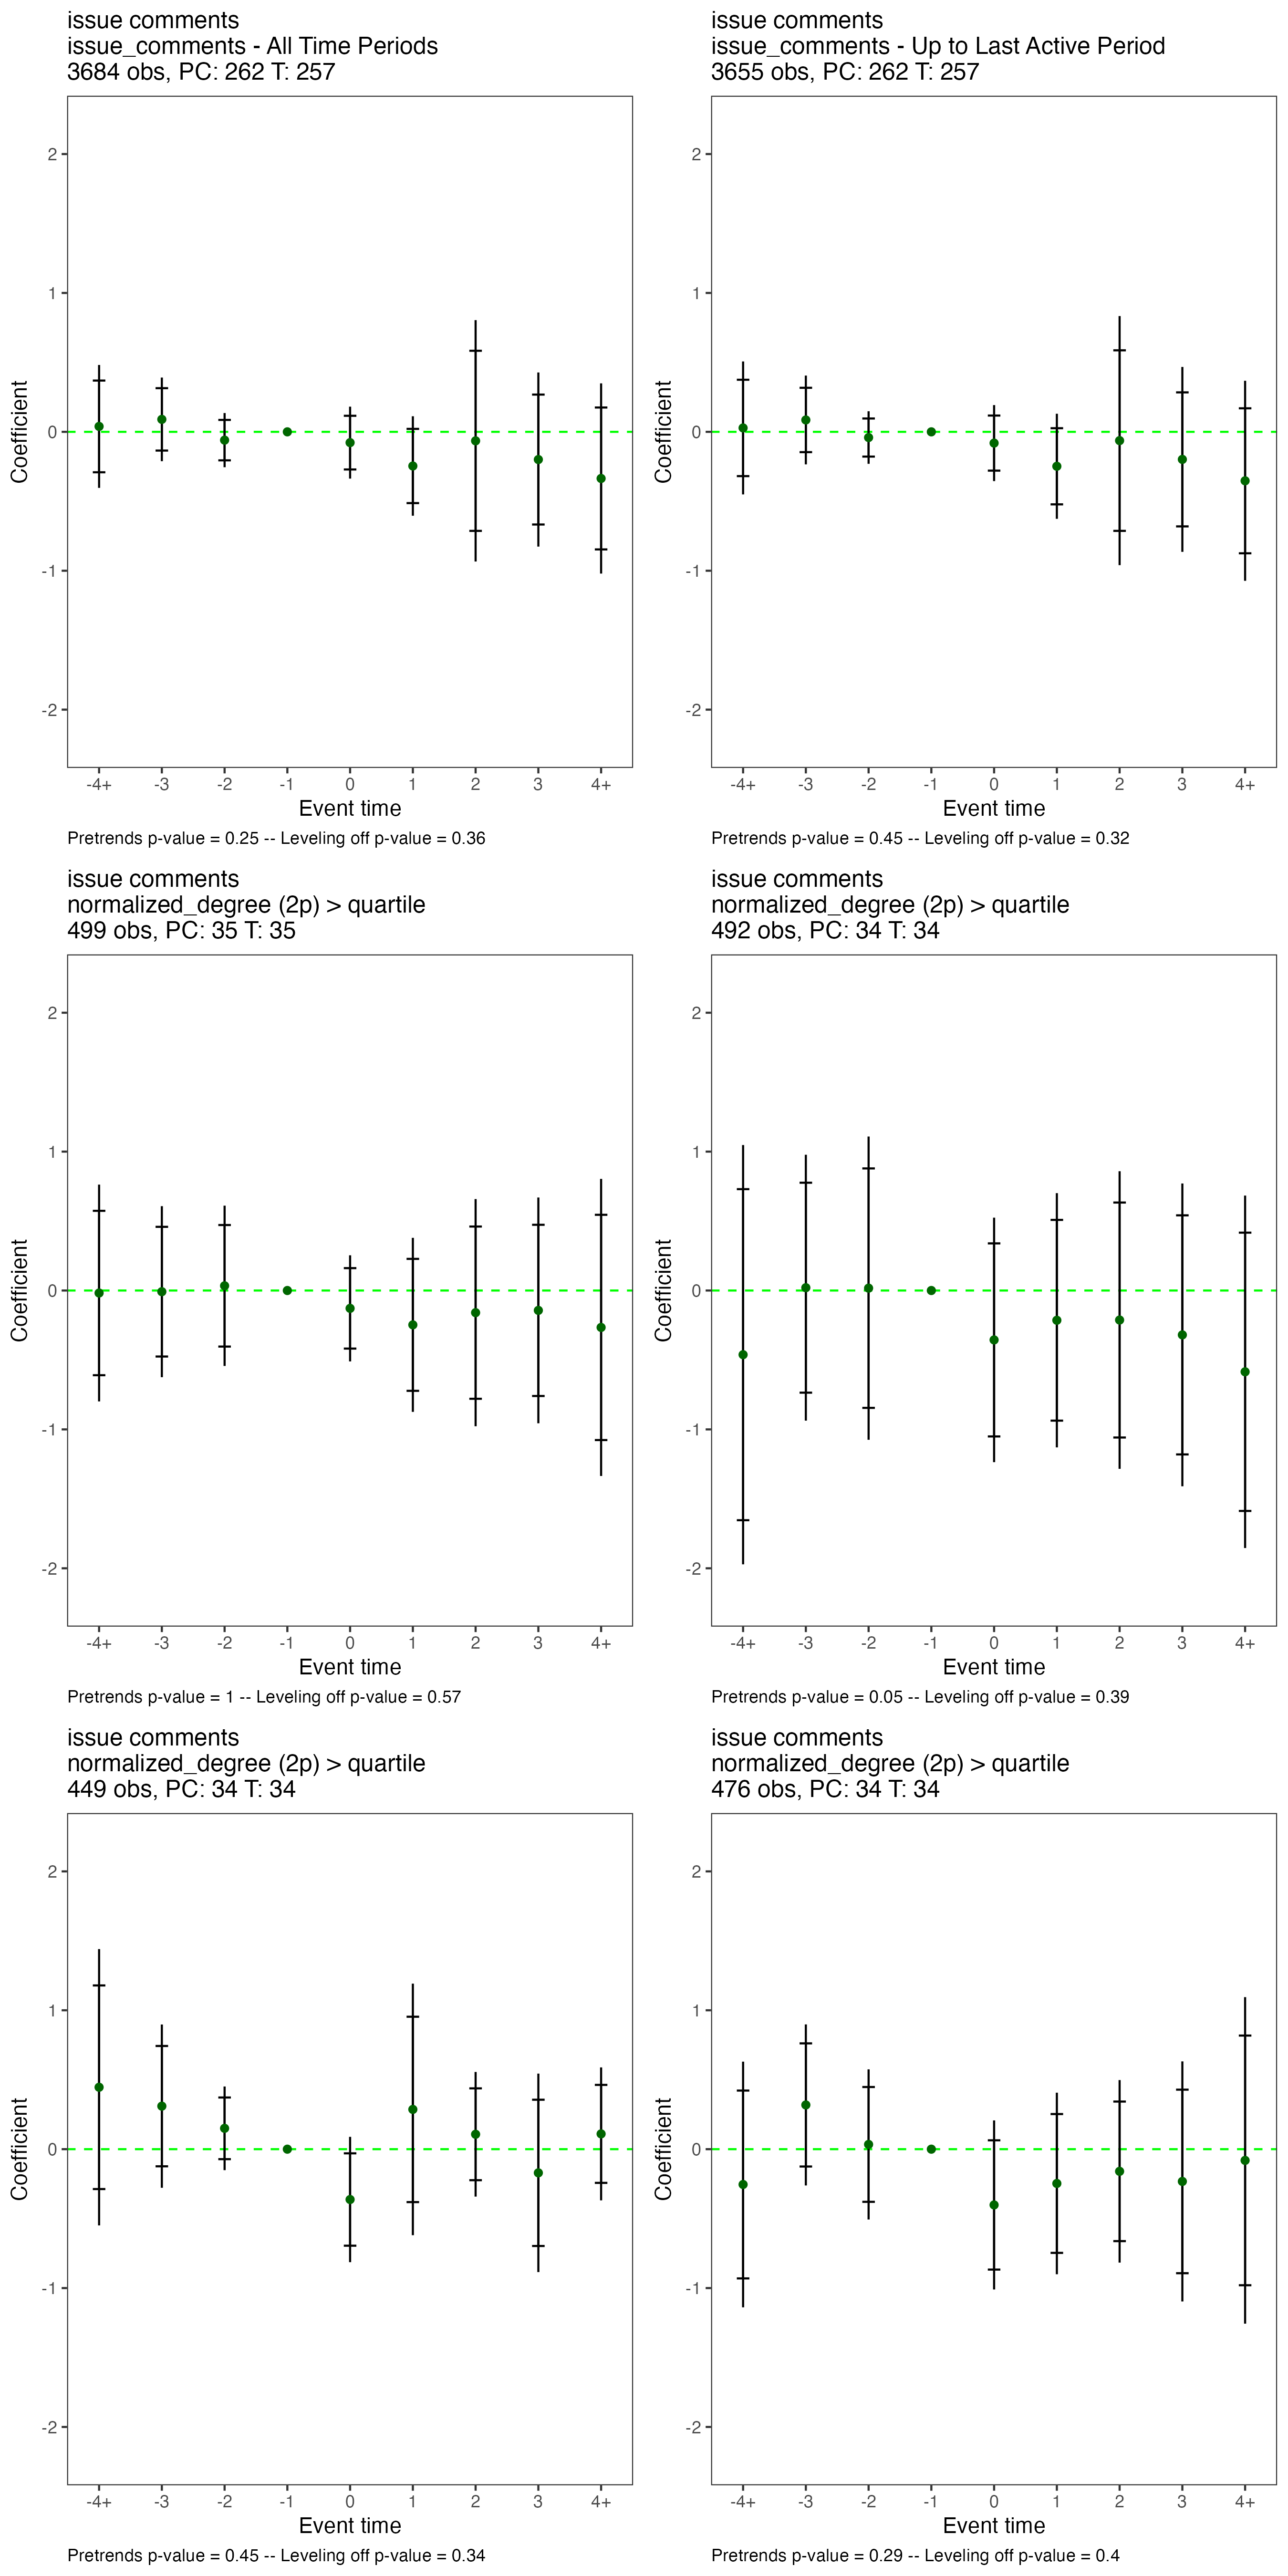 issue comments
issue_comments - All Time Periods
3684 obs, PC: 262 T: 257
2
1
0
-1
-2
Coefficient
-4+ -3 -2 -1 0 1 2 3 4+
Event time
Pretrends p-value = 0.25 -- Leveling off p-value = 0.36
issue comments
issue_comments - Up to Last Active Period
3655 obs, PC: 262 T: 257
2
1
0
-1
-2
Coefficient
-4+ -3 -2 -1 0 1 2 3 4+
Event time
Pretrends p-value = 0.45 -- Leveling off p-value = 0.32
issue comments
normalized_degree (2p) > quartile
499 obs, PC: 35 T: 35
2
1
0
-1
-2
Coefficient
-4+ -3 -2 -1 0 1 2 3 4+
Event time
Pretrends p-value = 1 -- Leveling off p-value = 0.57
issue comments
normalized_degree (2p) > quartile
492 obs, PC: 34 T: 34
2
1
0
-1
-2
Coefficient
-4+ -3 -2 -1 0 1 2 3 4+
Event time
Pretrends p-value = 0.05 -- Leveling off p-value = 0.39
issue comments
normalized_degree (2p) > quartile
449 obs, PC: 34 T: 34
2
1
0
-1
-2
Coefficient
-4+ -3 -2 -1 0 1 2 3 4+
Event time
Pretrends p-value = 0.45 -- Leveling off p-value = 0.34
issue comments
normalized_degree (2p) > quartile
476 obs, PC: 34 T: 34
2
1
0
-1
-2
Coefficient
-4+ -3 -2 -1 0 1 2 3 4+
Event time
Pretrends p-value = 0.29 -- Leveling off p-value = 0.4